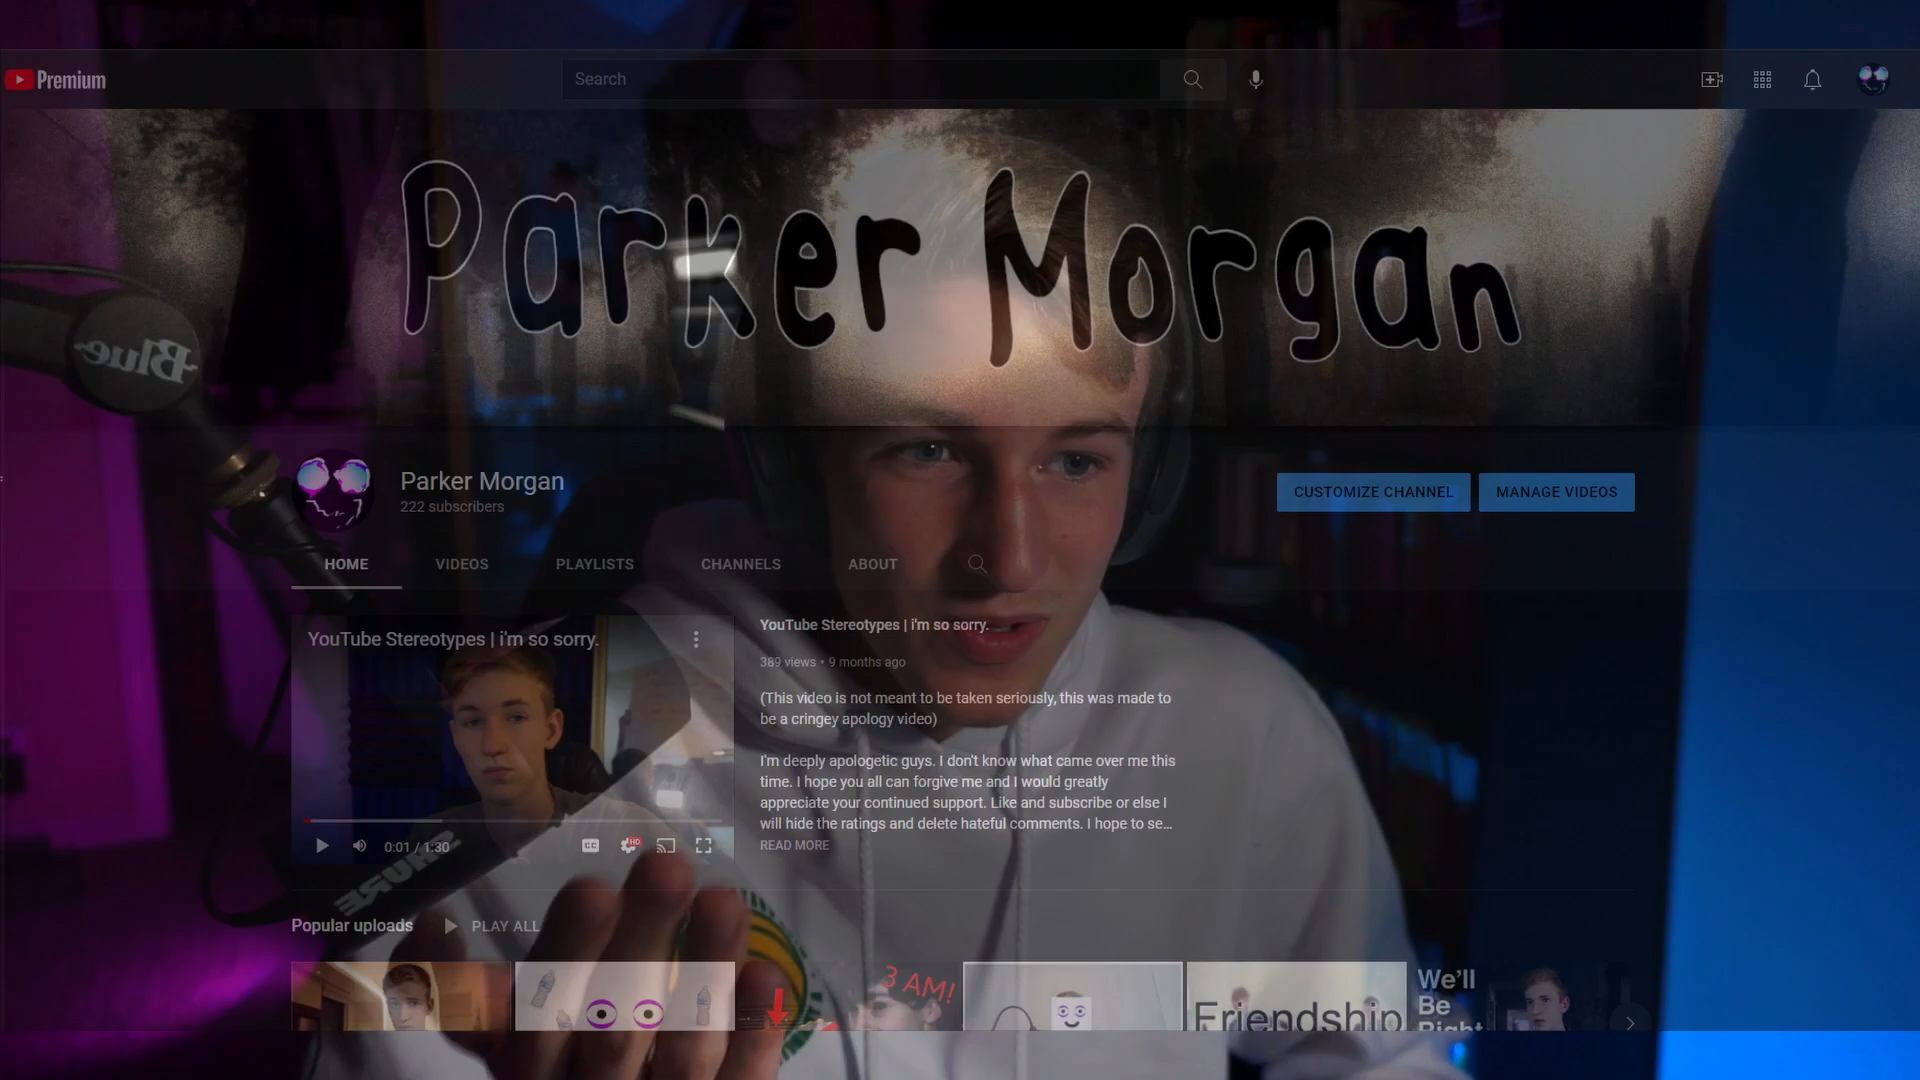 Premium
Search
Parker Morgan
Blue
Parker Morgan
222 subscribers
CUSTOMIZE CHANNEL
MANAGE VIDEOS
HOME
VIDEOS
PLAYLISTS
CHANNELS
ABOUT
YouTube Stereotypes | i'm so sorry.
0:01 / 1:30
CC
HD
SHURE
YouTube Stereotypes | i'm so sorry.
389 views • 9 months ago
(This video is not meant to be taken seriously, this was made to
be a cringey apology video)
I'm deeply apologetic guys. I don't know what came over me this
time. I hope you all can forgive me and I would greatly
appreciate your continued support. Like and subscribe or else I
will hide the ratings and delete hateful comments. I hope to se...
READ MORE
Popular uploads
PLAY ALL
3 AM!
Friendship
We'll
Be
Right